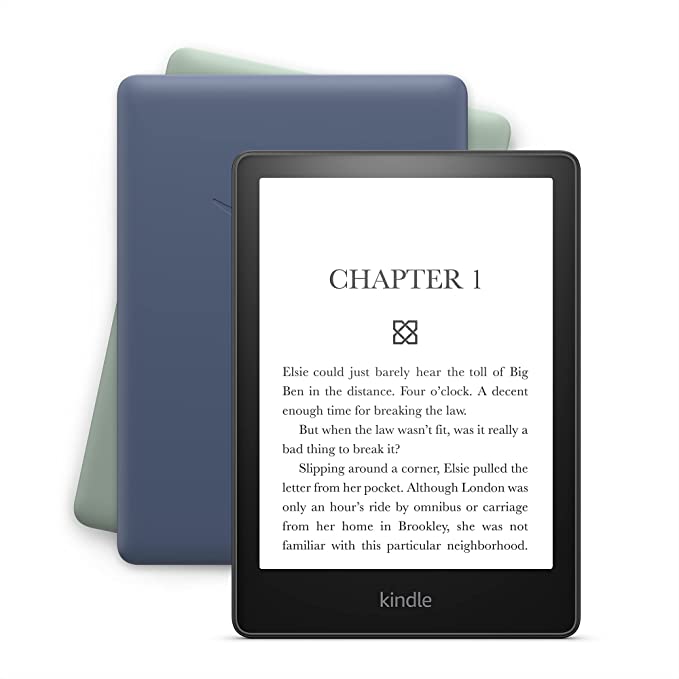 CHAPTER 1
Elsie could just barely hear the toll of Big
Ben in the distance. Four o’clock. A decent
enough time for breaking the law.
But when the law wasn’t fit, was it really a
bad thing to break it?
Slipping around a corner, Elsie pulled the
letter from her pocket. Although London was
only an hour’s ride by omnibus or carriage
from her home in Brookley, she was not
familiar with this particular neighborhood.
kindle